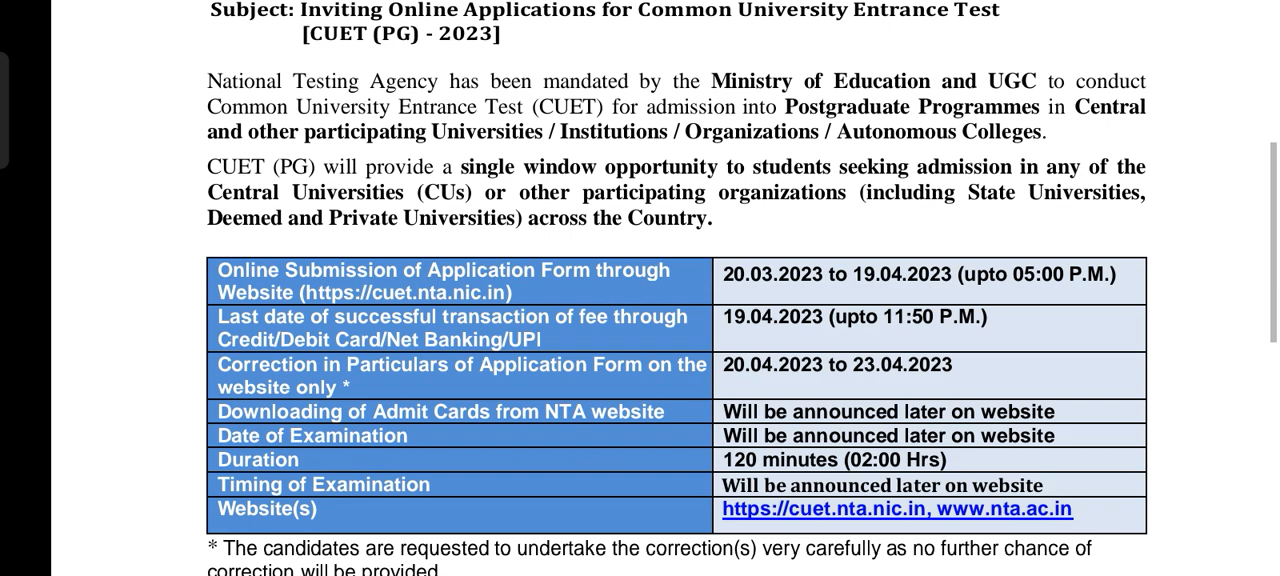 Subject: Inviting Online Applications for Common University Entrance Test
[CUET (PG) - 2023]
National Testing Agency has been mandated by the Ministry of Education and UGC to conduct
Common University Entrance Test (CUET) for admission into Postgraduate Programmes in Central
and other participating Universities / Institutions / Organizations / Autonomous Colleges.
CUET (PG) will provide a single window opportunity to students seeking admission in any of the
Central Universities (CUs) or other participating organizations (including State Universities,
Deemed and Private Universities) across the Country.
Online Submission of Application Form through
Website (https://cuet.nta.nic.in)
20.03.2023 to 19.04.2023 (upto 05:00 P.M.)
Last date of successful transaction of fee through
Credit/Debit Card/Net Banking/UPI
19.04.2023 (upto 11:50 P.M.)
Correction in Particulars of Application Form on the
website only *
20.04.2023 to 23.04.2023
Downloading of Admit Cards from NTA website
Will be announced later on website
Date of Examination
Will be announced later on website
Duration
120 minutes (02:00 Hrs)
Timing of Examination
Will be announced later on website
Website(s)
https://cuet.nta.nic.in, www.nta.ac.in
* The candidates are requested to undertake the correction(s) very carefully as no further chance of
correction will be provided